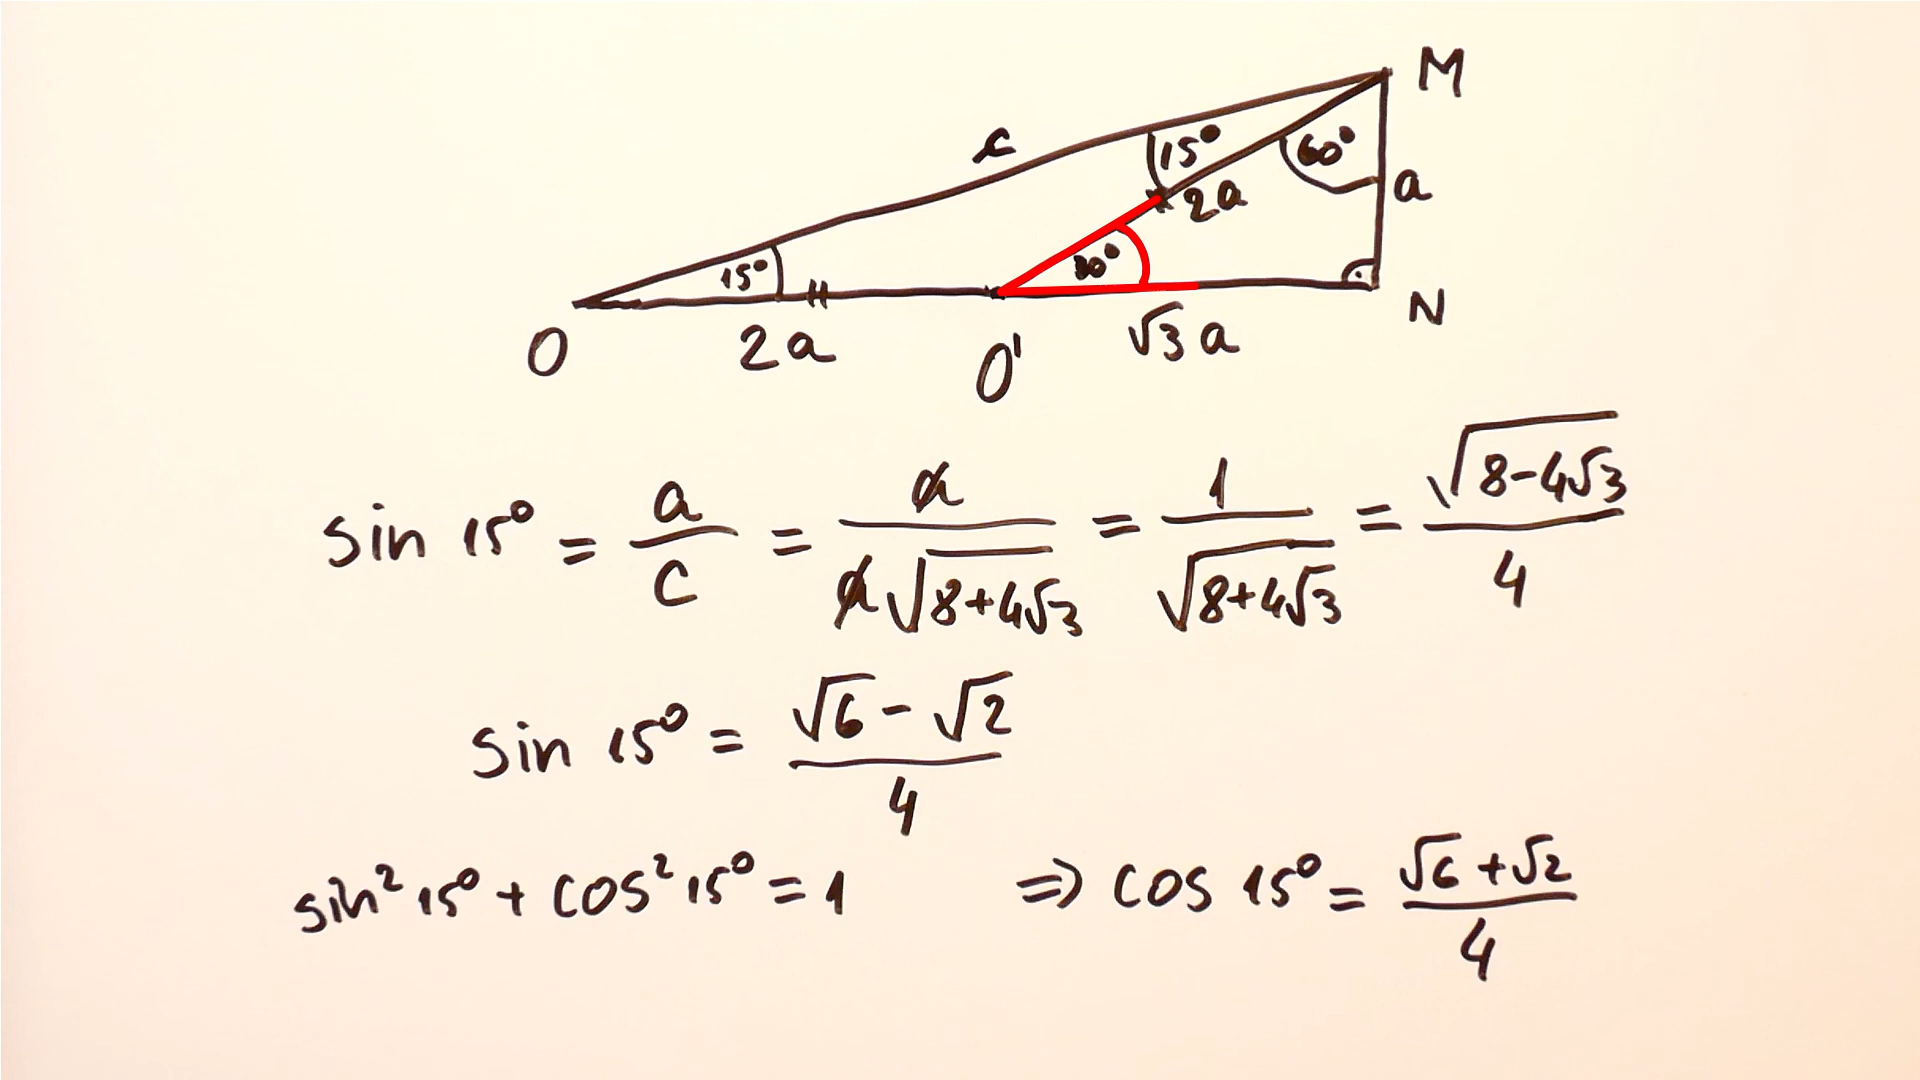 M
c 15° 60°
2a a
15° 30°
O 2a O' √3 a N
sin 15° = a/c = a/(a√(8+4√3)) = 1/√(8+4√3) = √(8-4√3)/4
sin 15° = (√6 - √2)/4
sin² 15° + cos² 15° = 1 ⇒ cos 15° = (√6 + √2)/4